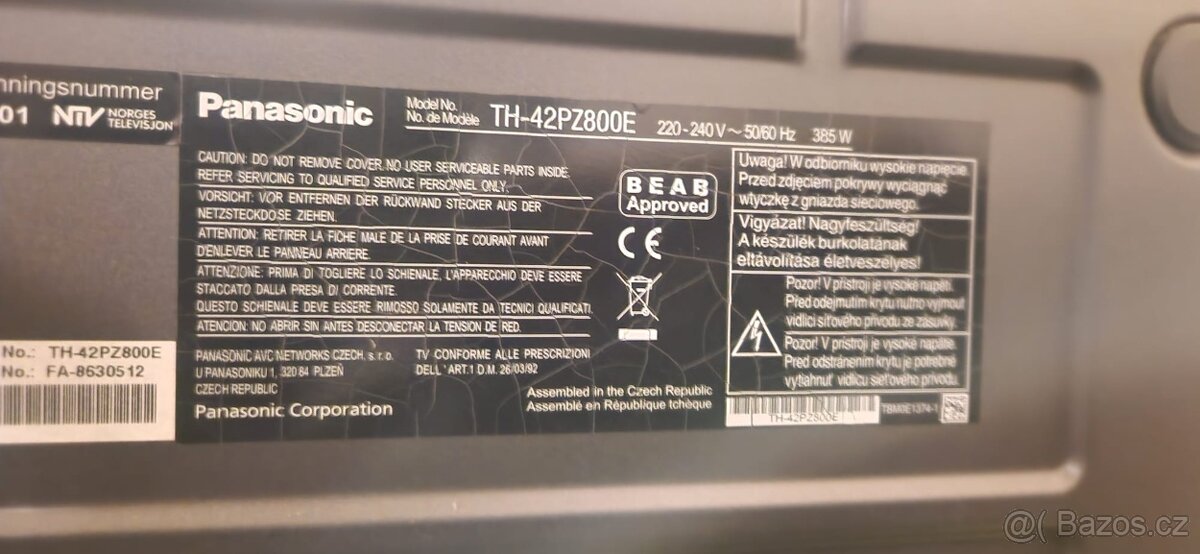 nningsnummer
01 NTV NORGES TELEVISJON
Panasonic
Model No.
No. de Modèle
TH-42PZ800E
220-240V~50/60 Hz 385 W
CAUTION: DO NOT REMOVE COVER. NO USER SERVICEABLE PARTS INSIDE.
REFER SERVICING TO QUALIFIED SERVICE PERSONNEL ONLY.
VORSICHT: VOR ENTFERNEN DER RÜCKWAND STECKER AUS DER
NETZSTECKDOSE ZIEHEN.
ATTENTION: RETIRER LA FICHE MALE DE LA PRISE DE COURANT AVANT
D'ENLEVER LE PANNEAU ARRIERE.
ATTENZIONE: PRIMA DI TOGLIERE LO SCHIENALE, L'APPARECCHIO DEVE ESSERE
STACCATO DALLA PRESA DI CORRENTE.
QUESTO SCHIENALE DEVE ESSERE RIMOSSO SOLAMENTE DA TECNICI QUALIFICATI.
ATENCION: NO ABRIR SIN ANTES DESCONECTAR LA TENSION DE RED.
PANASONIC AVC NETWORKS CZECH, s. r. o.
U PANASONIKU 1, 320 84 PLZEŇ
CZECH REPUBLIC
TV CONFORME ALLE PRESCRIZIONI
DELL' ART.1 D.M. 26/03/92
Panasonic Corporation
Assembled in the Czech Republic
Assemblé en République tchèque
BEAB
Approved
CE
Uwaga! W odbiorniku wysokie napięcie.
Przed zdjęciem pokrywy wyciągnąć
wtyczkę z gniazda sieciowego.
Vigyázat! Nagyfeszültség!
A készülék burkolatának
eltávolítása életveszélyes!
Pozor! V přístroji je vysoké napětí.
Před odejmutím krytu nutno vyjmout
vidlici síťového přívodu ze zásuvky.
Pozor! V prístroji je vysoké napätie.
Pred odstránením krytu je potrebné
vytiahnuť vidlicu sieťového prívodu.
TH-42PZ800E
TBM0E1374-1
No.: TH-42PZ800E
No.: FA-8630512
@( Bazos.cz